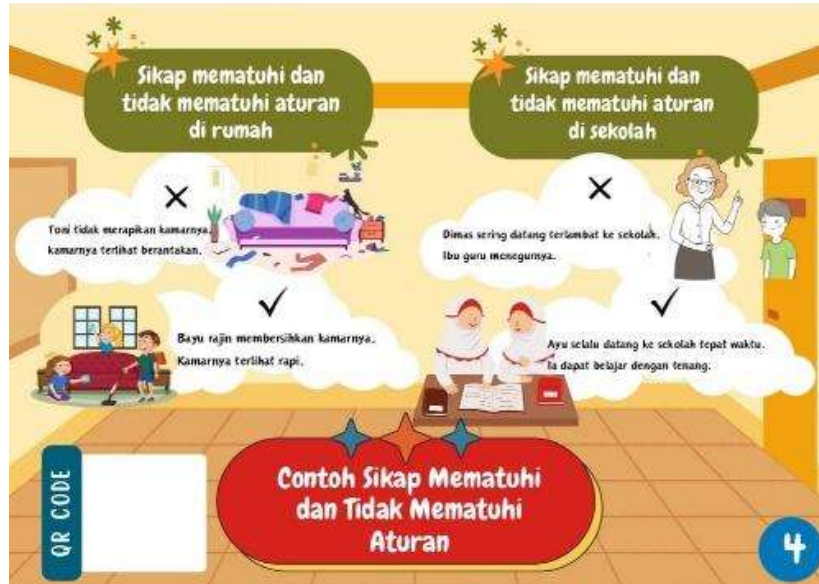 Sikap mematuhi dan
tidak mematuhi aturan
di rumah
Toni tidak merapikan kamarnya.
kamarnya terlihat berantakan.
Bayu rajin membersihkan kamarnya.
Kamarnya terlihat rapi.
Sikap mematuhi dan
tidak mematuhi aturan
di sekolah
Dimas sering datang terlambat ke sekolah.
Ibu guru menegurnya.
Ayu selalu datang ke sekolah tepat waktu.
Ia dapat belajar dengan tenang.
QR CODE
Contoh Sikap Mematuhi
dan Tidak Mematuhi
Aturan
4